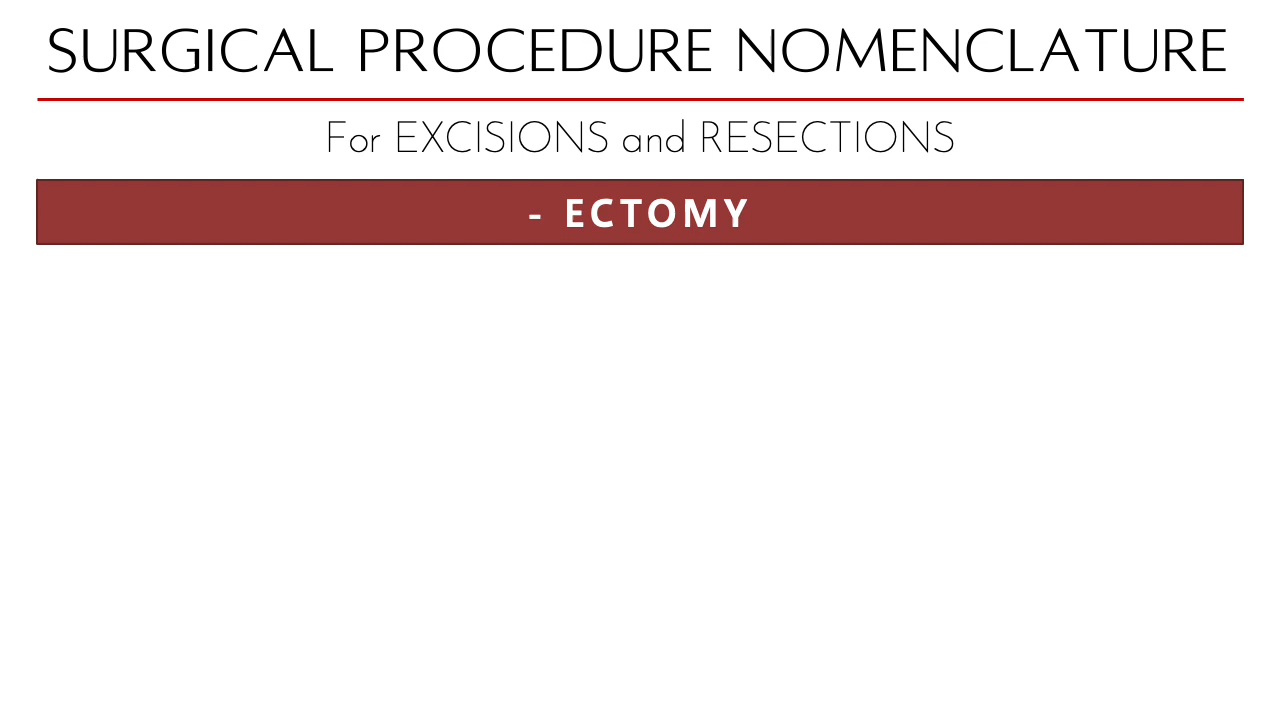 SURGICAL PROCEDURE NOMENCLATURE
For EXCISIONS and RESECTIONS
- ECTOMY